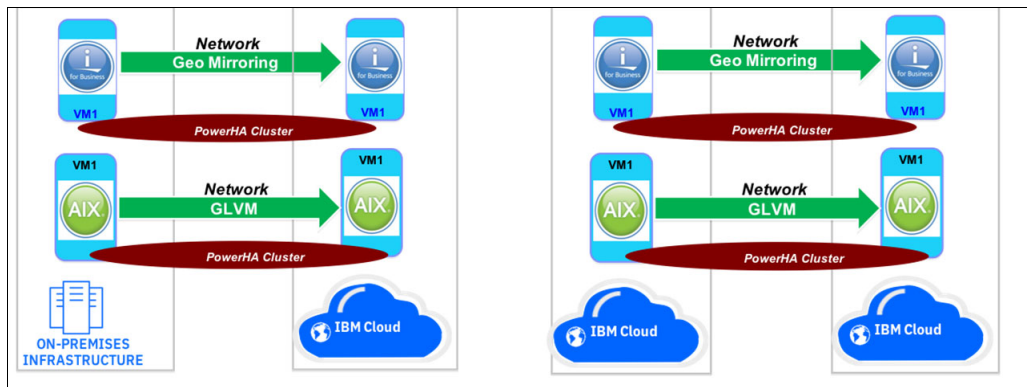 Network
Geo Mirroring
i
for Business
i
for Business
VM1
VM1
PowerHA Cluster
VM1
VM1
Network
GLVM
AIX
AIX
PowerHA Cluster
ON-PREMISES
INFRASTRUCTURE
IBM Cloud
Network
Geo Mirroring
i
for Business
i
for Business
VM1
VM1
PowerHA Cluster
VM1
VM1
Network
GLVM
AIX
AIX
PowerHA Cluster
IBM Cloud
IBM Cloud